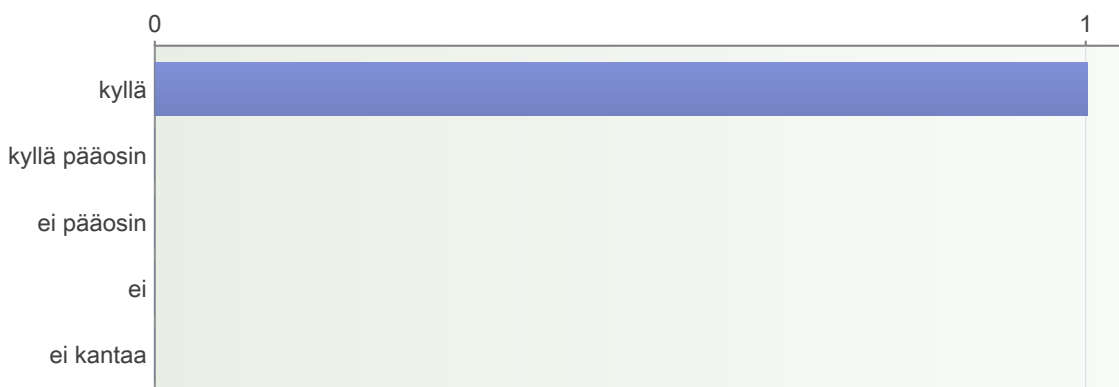 0 1
kyllä
kyllä pääosin
ei pääosin
ei
ei kantaa